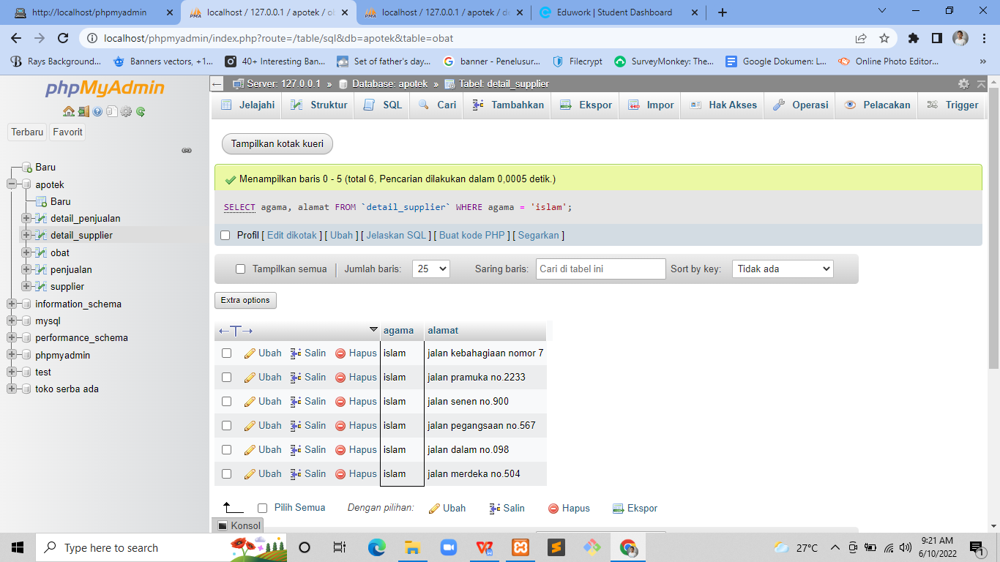 http://localhost/phpmyadmin
localhost / 127.0.0.1 / apotek / ob
localhost / 127.0.0.1 / apotek / de
Eduwork | Student Dashboard
localhost/phpmyadmin/index.php?route=/table/sql&db=apotek&table=obat
Rays Background...
Banners vectors, +1...
40+ Interesting Ban...
Set of father's day...
banner - Penelusur...
Filecrypt
SurveyMonkey: The...
Google Dokumen: L...
Online Photo Editor...
»
phpMyAdmin
Terbaru Favorit
Baru
apotek
Baru
detail_penjualan
detail_supplier
obat
penjualan
supplier
information_schema
mysql
performance_schema
phpmyadmin
test
toko serba ada
Server: 127.0.0.1 » Database: apotek » Tabel: detail_supplier
Jelajahi Struktur SQL Cari Tambahkan Ekspor Impor Hak Akses Operasi Pelacakan Trigger
Tampilkan kotak kueri
Menampilkan baris 0 - 5 (total 6, Pencarian dilakukan dalam 0,0005 detik.)
SELECT agama, alamat FROM `detail_supplier` WHERE agama = 'islam';
Profil [ Edit dikotak ] [ Ubah ] [ Jelaskan SQL ] [ Buat kode PHP ] [ Segarkan ]
Tampilkan semua | Jumlah baris: 25 Saring baris: Cari di tabel ini Sort by key: Tidak ada
Extra options
←T→ agama alamat
Ubah Salin Hapus islam jalan kebahagiaan nomor 7
Ubah Salin Hapus islam jalan pramuka no.2233
Ubah Salin Hapus islam jalan senen no.900
Ubah Salin Hapus islam jalan pegangsaan no.567
Ubah Salin Hapus islam jalan dalam no.098
Ubah Salin Hapus islam jalan merdeka no.504
Pilih Semua Dengan pilihan: Ubah Salin Hapus Ekspor
Konsol
Type here to search
27°C
9:21 AM
6/10/2022
1